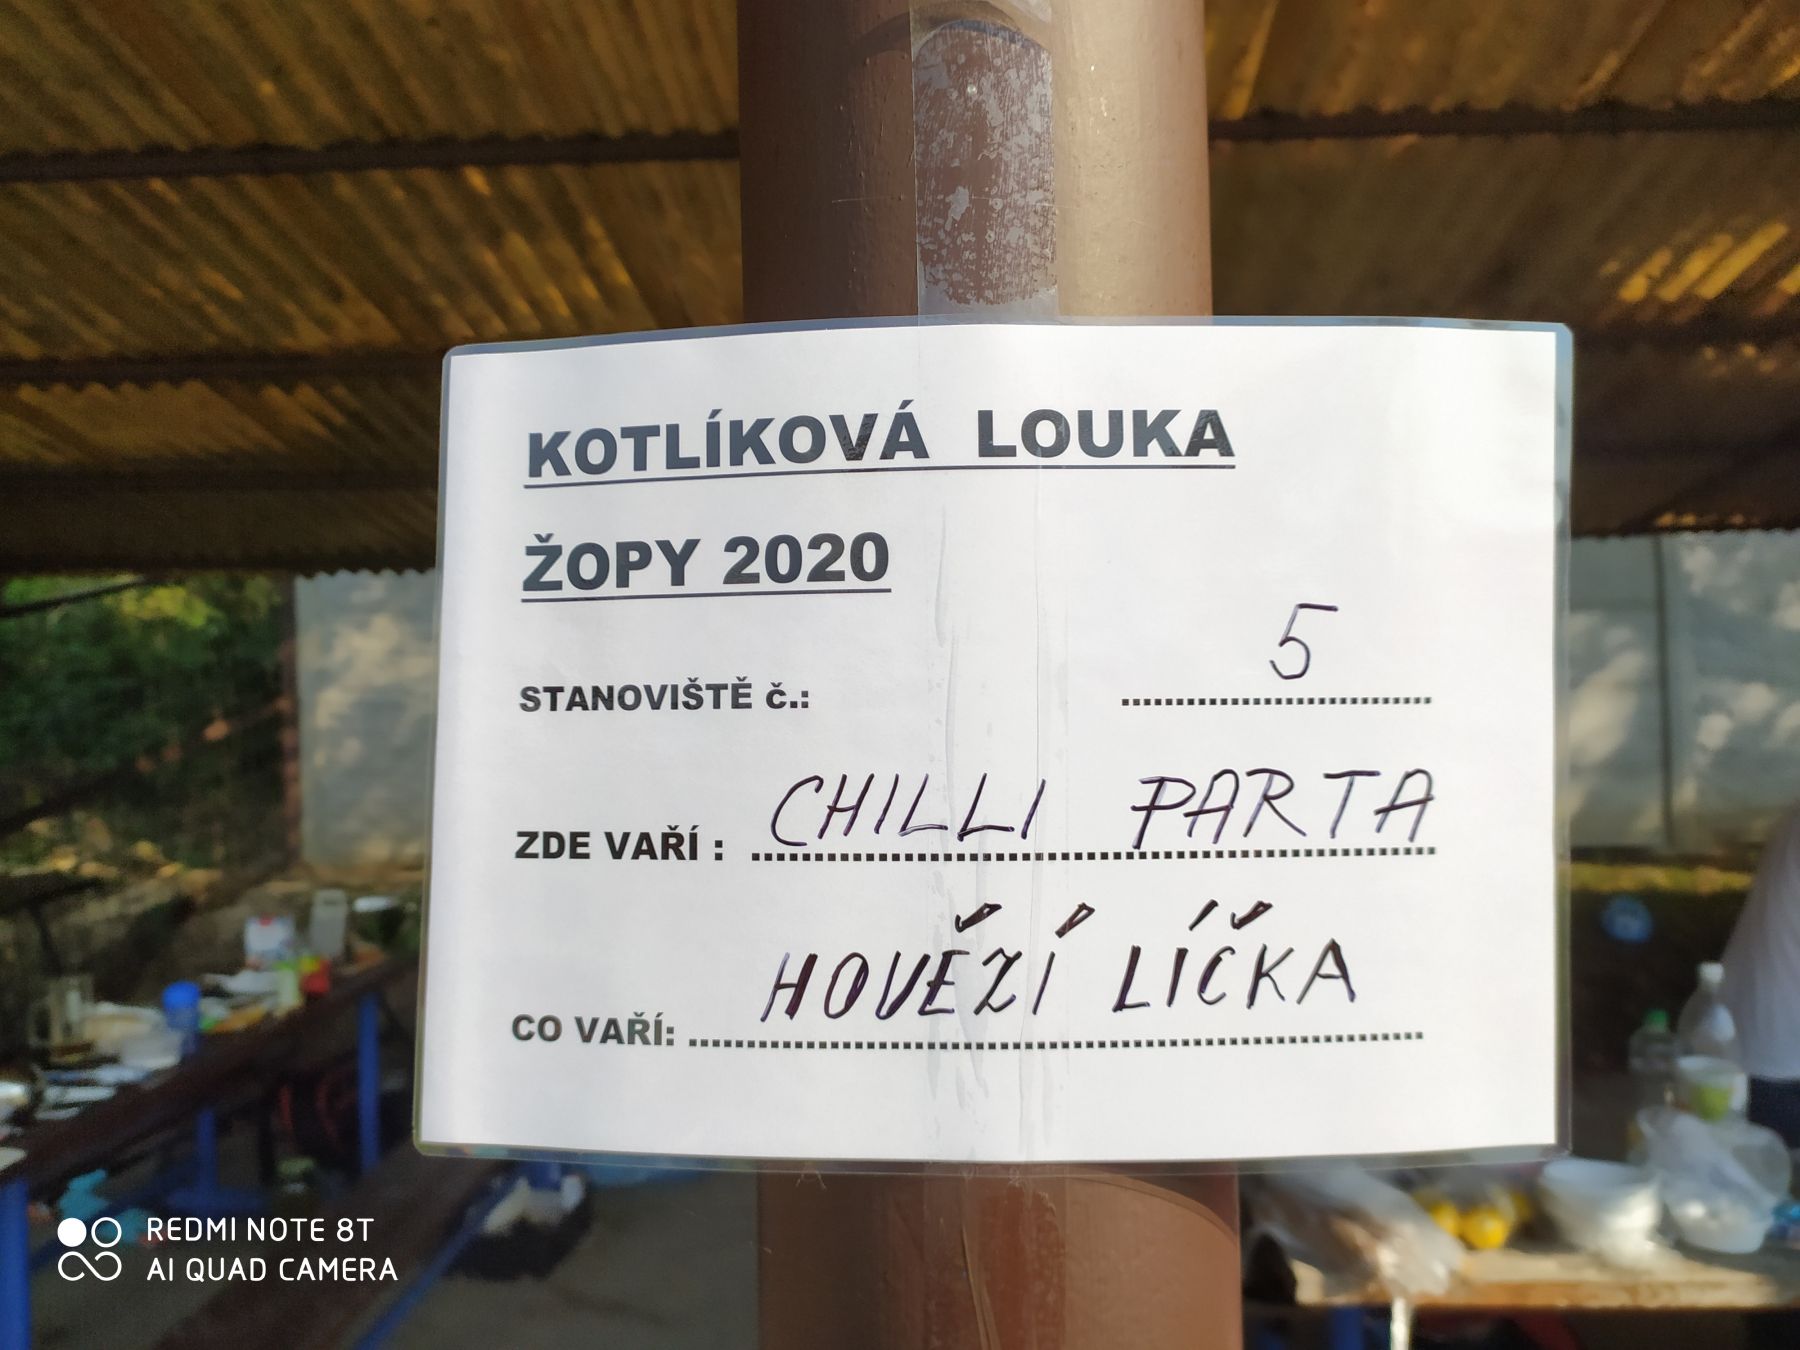 KOTLÍKOVÁ LOUKA
ŽOPY 2020
STANOVIŠTĚ č.: 5
ZDE VAŘÍ : CHILLI PARTA
CO VAŘÍ: HOVĚZÍ LÍČKA
REDMI NOTE 8T
AI QUAD CAMERA